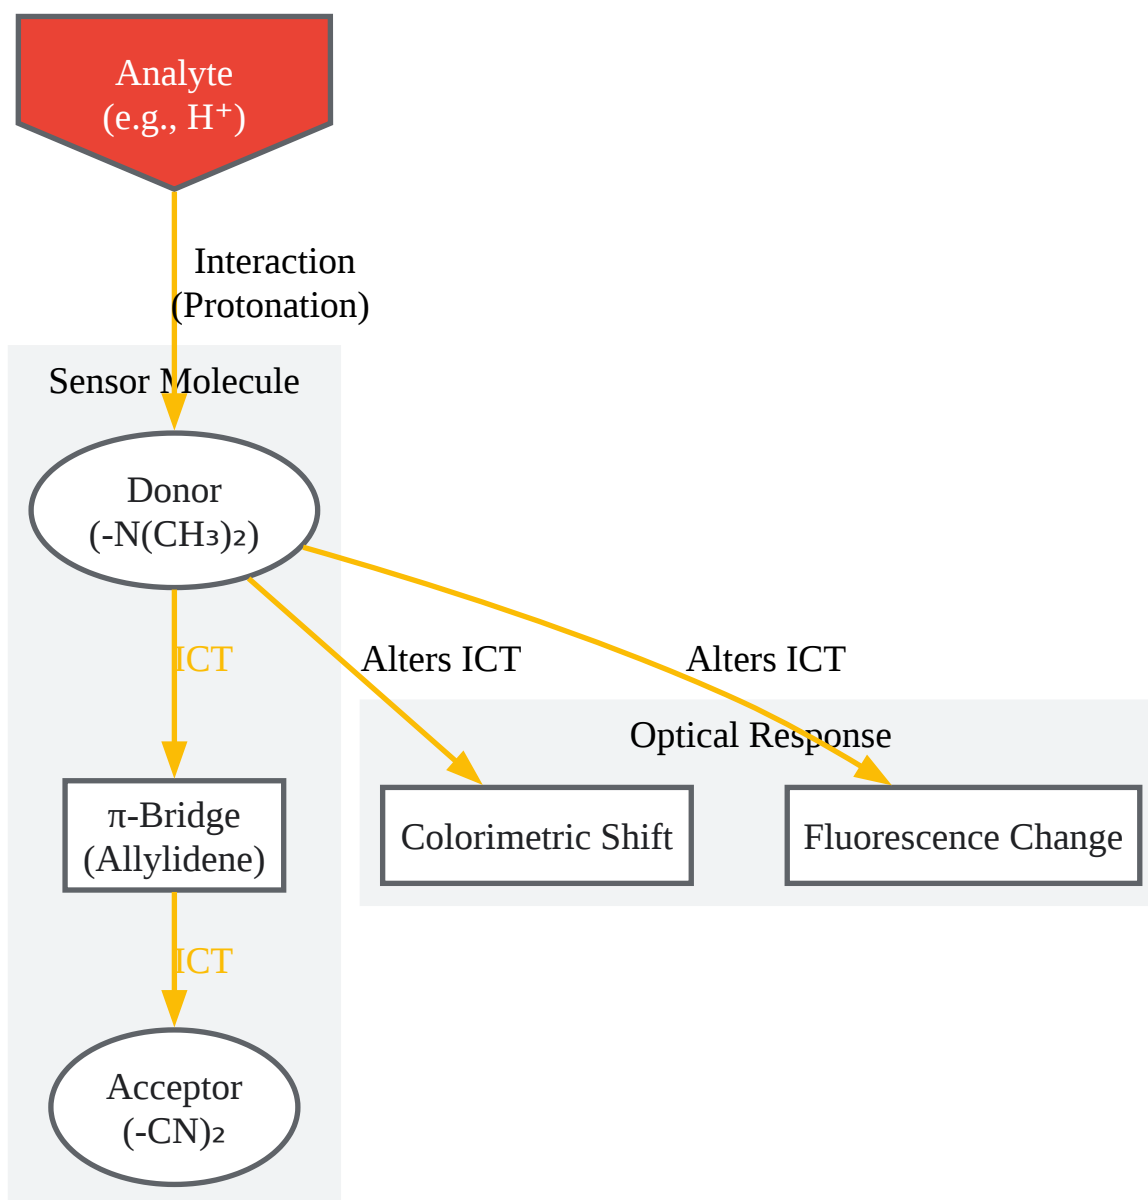 Analyte
(e.g., H⁺)
Interaction
(Protonation)
Sensor Molecule
Donor
(-N(CH₃)₂)
ICT
Alters ICT
Alters ICT
Optical Response
π-Bridge
(Allylidene)
Colorimetric Shift
Fluorescence Change
ICT
Acceptor
(-CN)₂